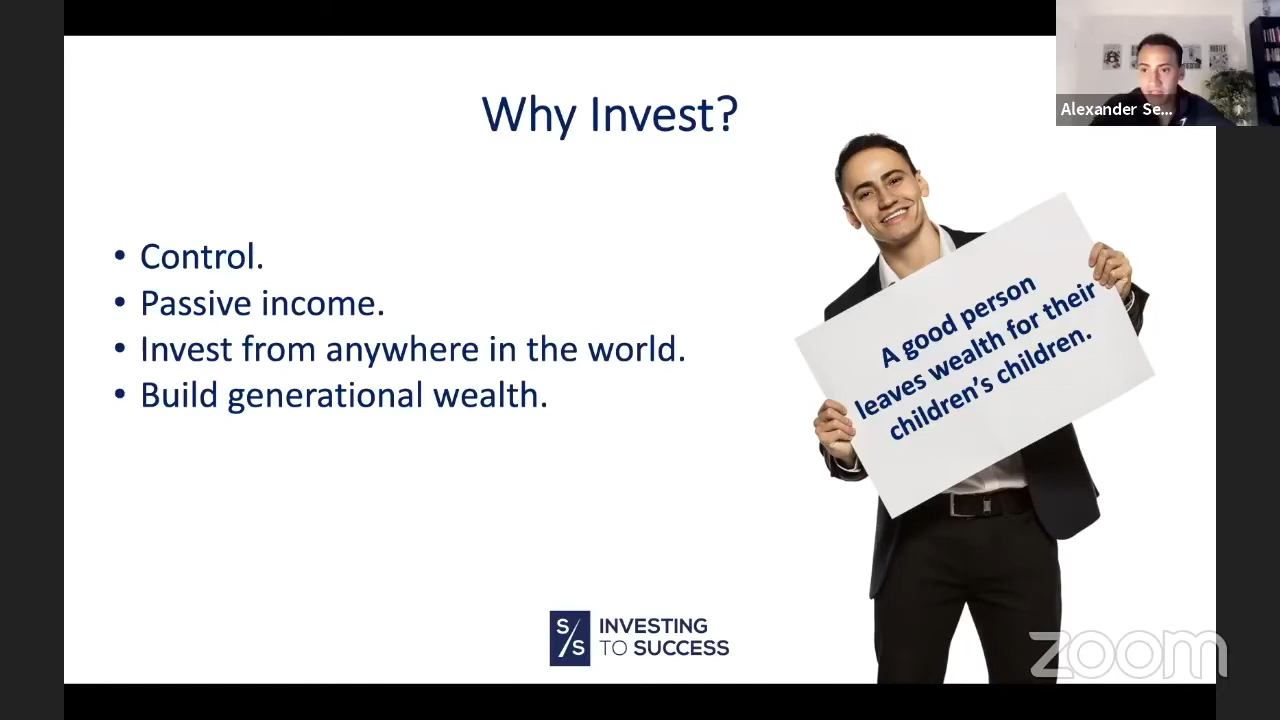 Alexander Se...
Why Invest?
• Control.
• Passive income.
• Invest from anywhere in the world.
• Build generational wealth.
A good person
leaves wealth for their
children's children.
S/S
INVESTING
TO SUCCESS
zoom